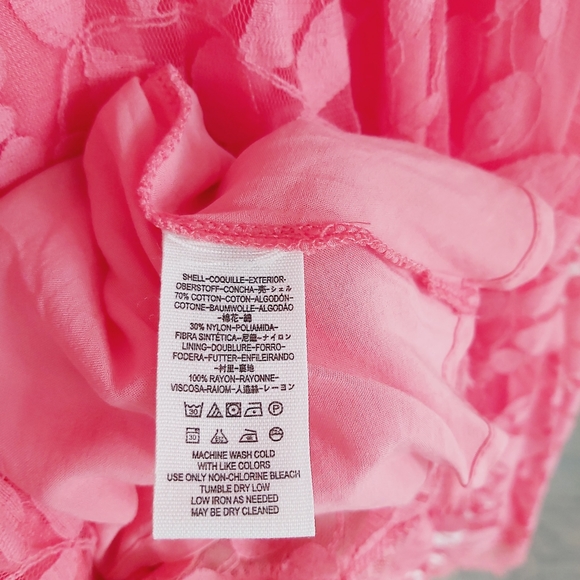 SHELL-COQUILLE-EXTERIOR-
OBERSTOFF-CONCHA-壳-シェル
70% COTTON-COTON-ALGODÓN-
COTONE-BAUMWOLLE-ALGODÃO
-棉花-綿
30% NYLON-POLIAMIDA-
FIBRA SINTÉTICA-尼龍-ナイロン
LINING-DOUBLURE-FORRO-
FODERA-FUTTER-ENFILEIRANDO
-衬里-裏地
100% RAYON-RAYONNE-
VISCOSA-RAIOM-人造絲-レーヨン
30 P
30
MACHINE WASH COLD
WITH LIKE COLORS
USE ONLY NON-CHLORINE BLEACH
TUMBLE DRY LOW
LOW IRON AS NEEDED
MAY BE DRY CLEANED